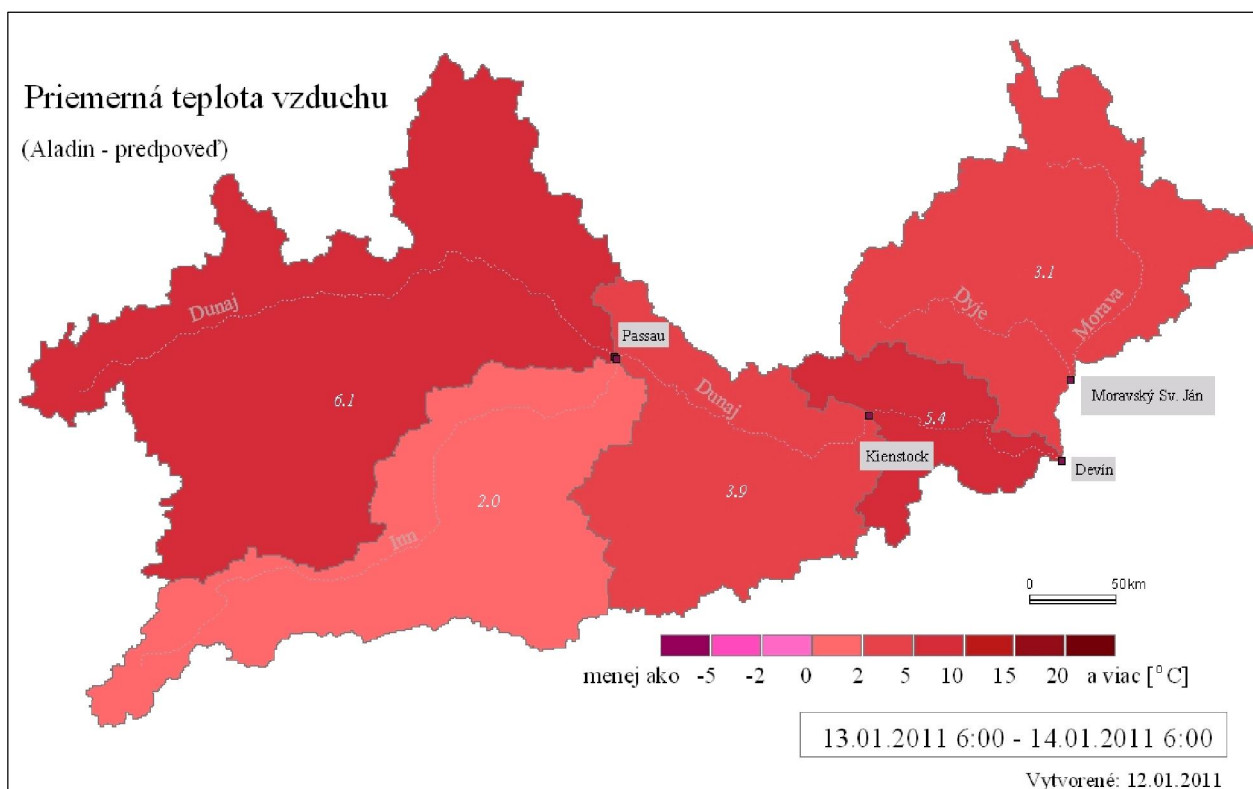 Priemerná teplota vzduchu
(Aladin - predpoveď)
Dunaj
Passau
6.1
Inn
2.0
Dunaj
3.9
Kienstock
5.4
3.1
Dyje
Morava
Moravský Sv. Ján
Devín
0 50km
menej ako -5 -2 0 2 5 10 15 20 a viac [°C]
13.01.2011 6:00 - 14.01.2011 6:00
Vytvorené: 12.01.2011